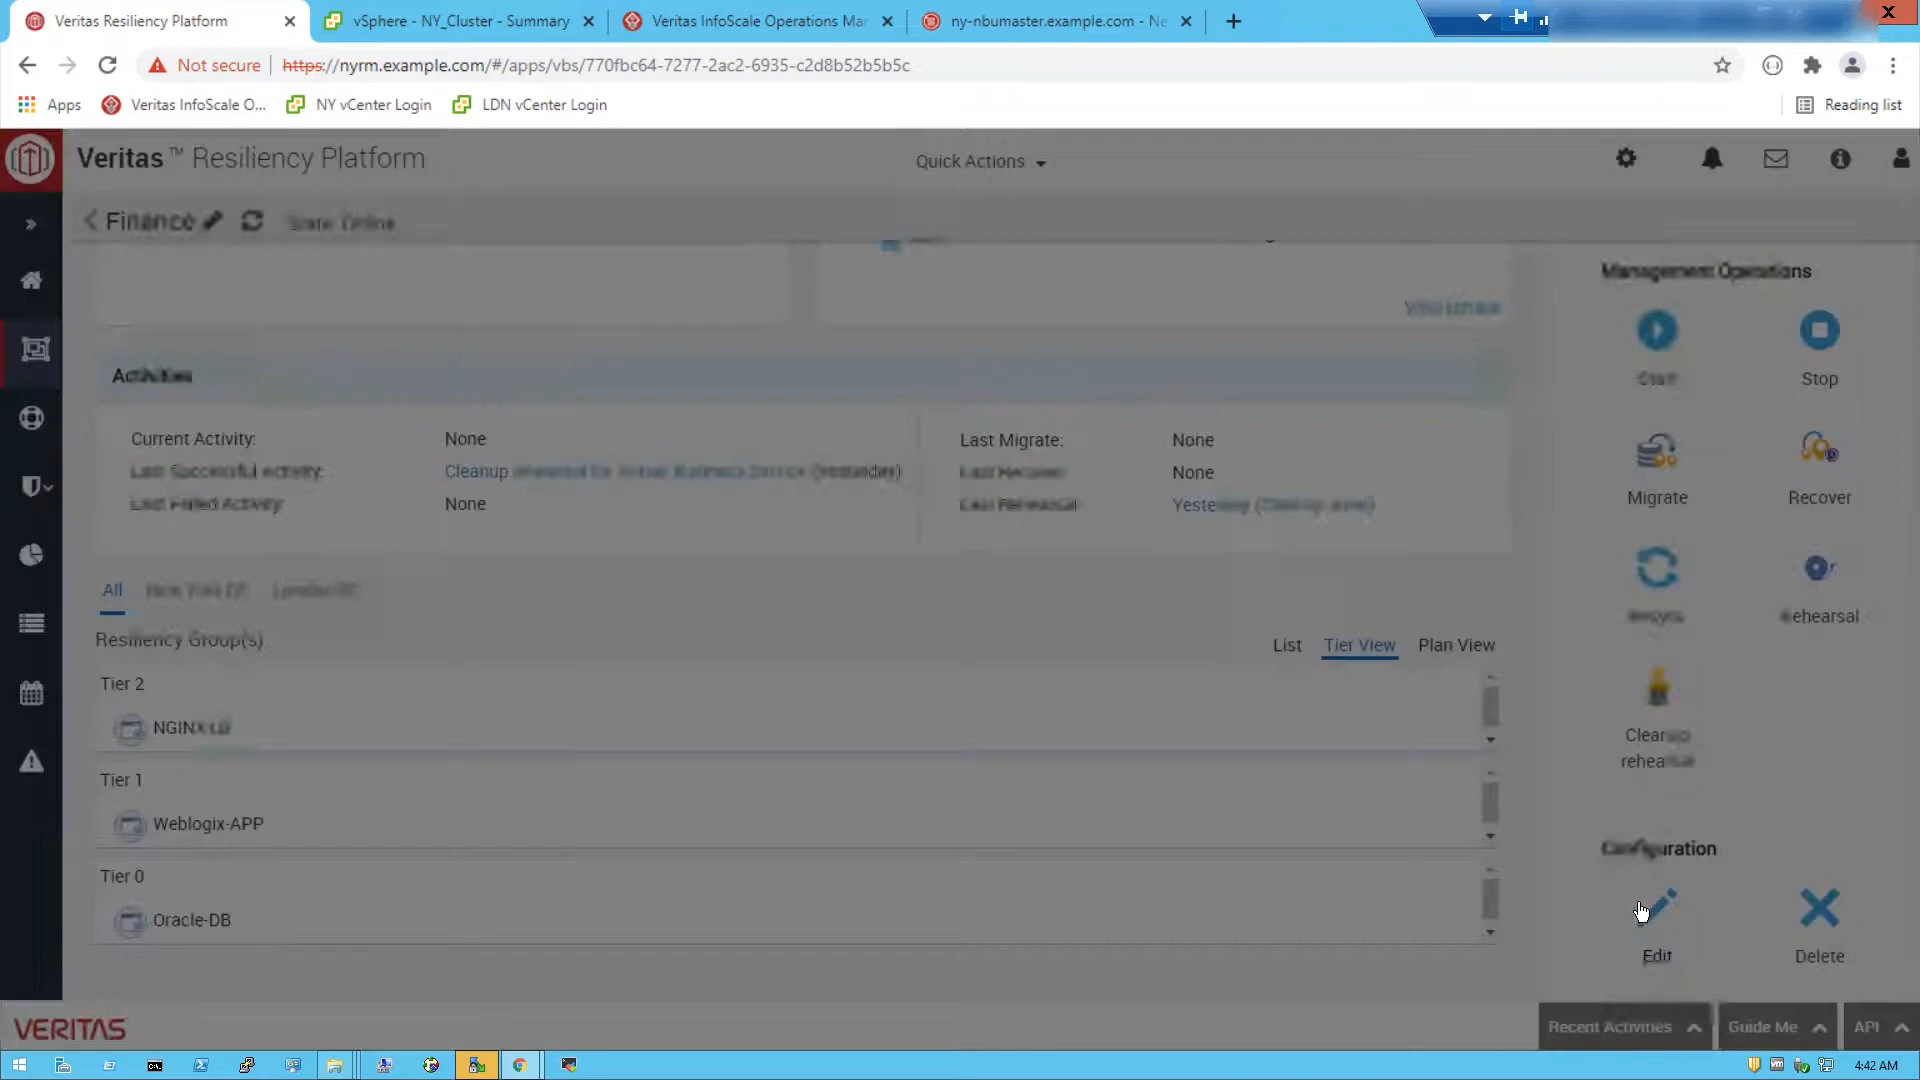 Veritas Resiliency Platform
vSphere - NY_Cluster - Summary
Veritas InfoScale Operations Mar
ny-nbumaster.example.com - Ne
Not secure
https://nyrm.example.com/#/apps/vbs/770fbc64-7277-2ac2-6935-c2d8b52b5b5c
Apps
Veritas InfoScale O...
NY vCenter Login
LDN vCenter Login
Reading list
Veritas™ Resiliency Platform
Quick Actions
Finance
State: Online
Management Operations
Start
Stop
Activities
Current Activity:
None
Last Migrate:
None
Last Successful Activity:
Cleanup rehearsal for Virtual Business Service (Yesterday)
Last Recover:
None
Last Failed Activity:
None
Last Rehearsal:
Yesterday (Cleanup done)
Migrate
Recover
All
New York DC
London DC
Resiliency Group(s)
List
Tier View
Plan View
Resync
Rehearsal
Tier 2
NGINX-LB
Cleanup
rehearsal
Tier 1
Weblogix-APP
Configuration
Tier 0
Oracle-DB
Edit
Delete
VERITAS
Recent Activities
Guide Me
API
4:42 AM